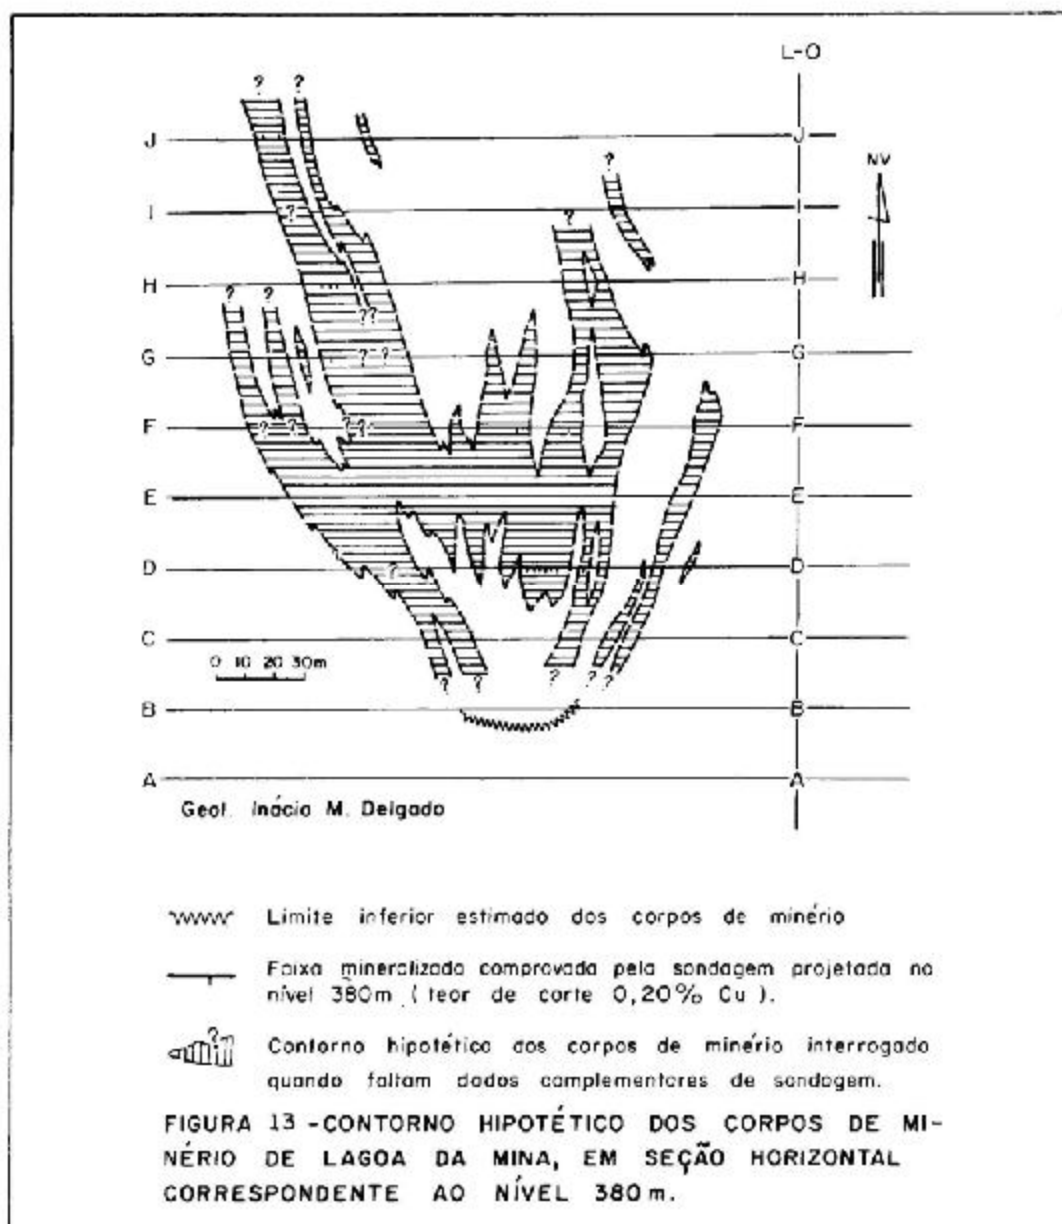 L-O
? ?
J J
?
NV
I ? ? I
H H
? ? ??
G ? ? G
F ? ? ?? F
E E
D ? D
C C
0 10 20 30m
? ? ? ? ?
B B
A A
Geol. Inácio M. Delgado
Limite inferior estimado dos corpos de minério
Faixa mineralizada comprovada pela sondagem projetada no
nível 380m (teor de corte 0,20% Cu).
?
Contorno hipotético dos corpos de minério interrogado
quando faltam dados complementares de sondagem.
FIGURA 13 -CONTORNO HIPOTÉTICO DOS CORPOS DE MI-
NÉRIO DE LAGOA DA MINA, EM SEÇÃO HORIZONTAL
CORRESPONDENTE AO NÍVEL 380m.